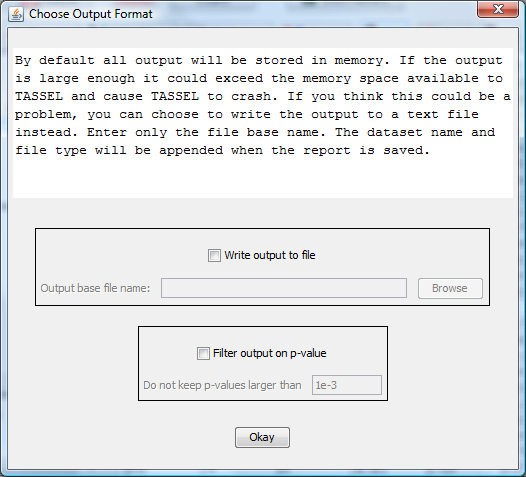 Choose Output Format
By default all output will be stored in memory. If the output
is large enough it could exceed the memory space available to
TASSEL and cause TASSEL to crash. If you think this could be a
problem, you can choose to write the output to a text file
instead. Enter only the file base name. The dataset name and
file type will be appended when the report is saved.
Write output to file
Output base file name:
Browse
Filter output on p-value
Do not keep p-values larger than
1e-3
Okay